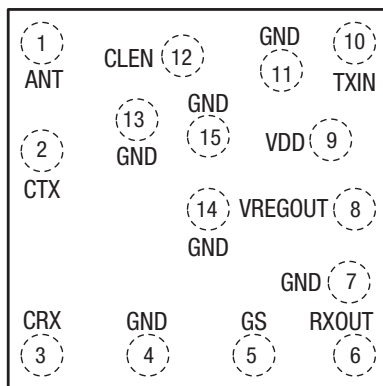 1
ANT
CLEN 12
GND
11
10
TXIN
13
GND
GND
15
2
CTX
VDD 9
14
GND
VREGOUT 8
GND 7
CRX
3
GND
4
GS
5
RXOUT
6